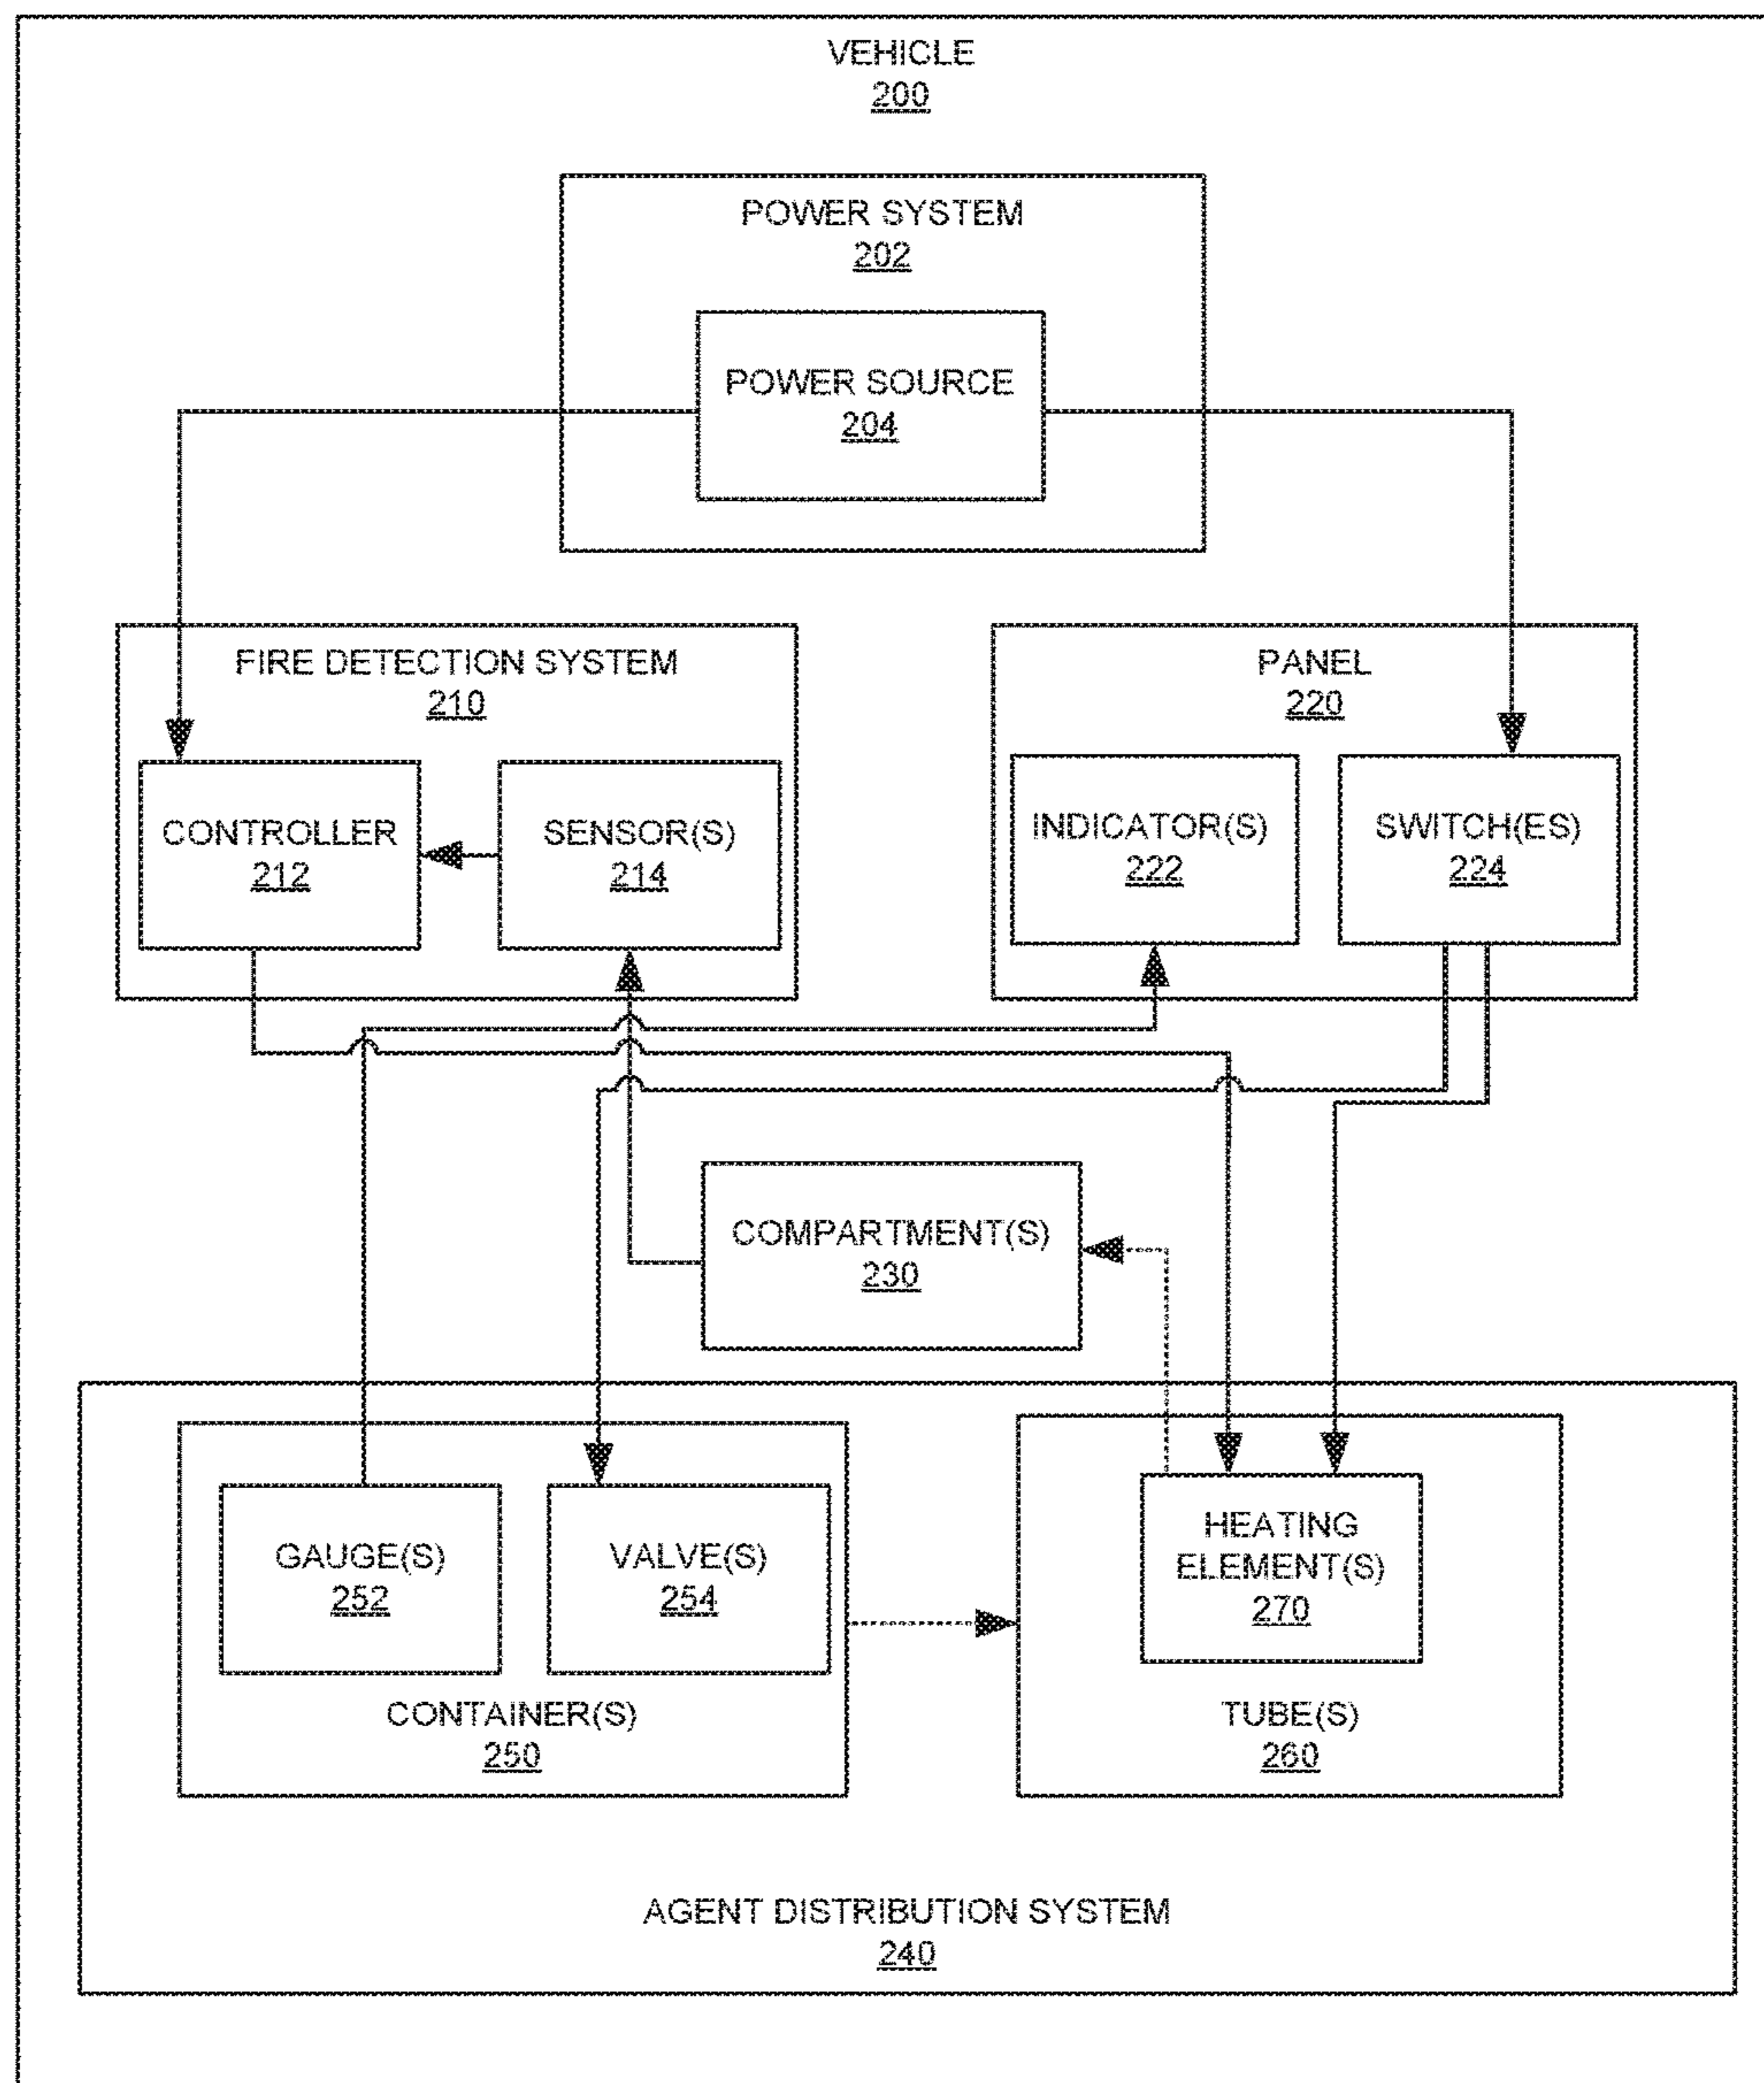 VEHICLE
200
POWER SYSTEM
202
POWER SOURCE
204
FIRE DETECTION SYSTEM
210
CONTROLLER
212
SENSOR(S)
214
PANEL
220
INDICATOR(S)
222
SWITCH(ES)
224
COMPARTMENT(S)
230
GAUGE(S)
252
VALVE(S)
254
CONTAINER(S)
250
HEATING
ELEMENT(S)
270
TUBE(S)
260
AGENT DISTRIBUTION SYSTEM
240